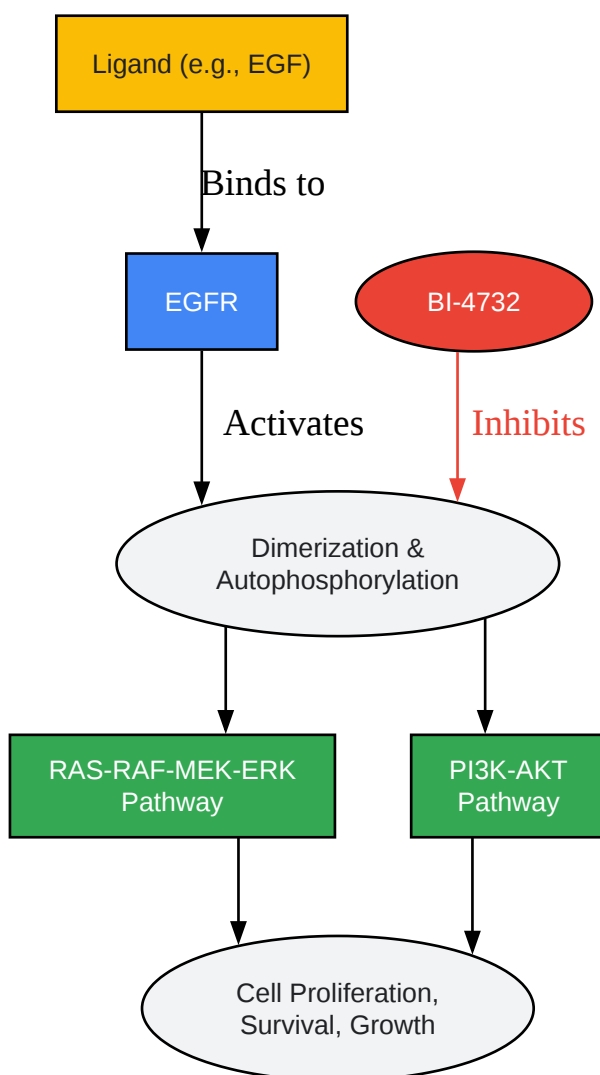 Ligand (e.g., EGF)
Binds to
EGFR
BI-4732
Activates
Inhibits
Dimerization &
Autophosphorylation
RAS-RAF-MEK-ERK
Pathway
PI3K-AKT
Pathway
Cell Proliferation,
Survival, Growth